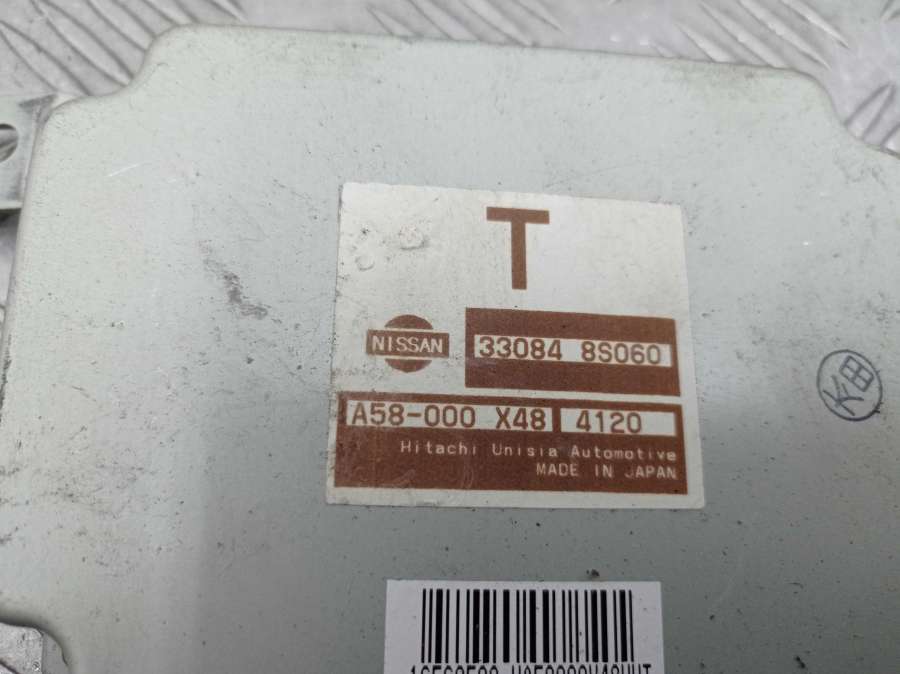 T
NISSAN
33084 8S060
A58-000 X48 4120
Hitachi Unisia Automotive
MADE IN JAPAN